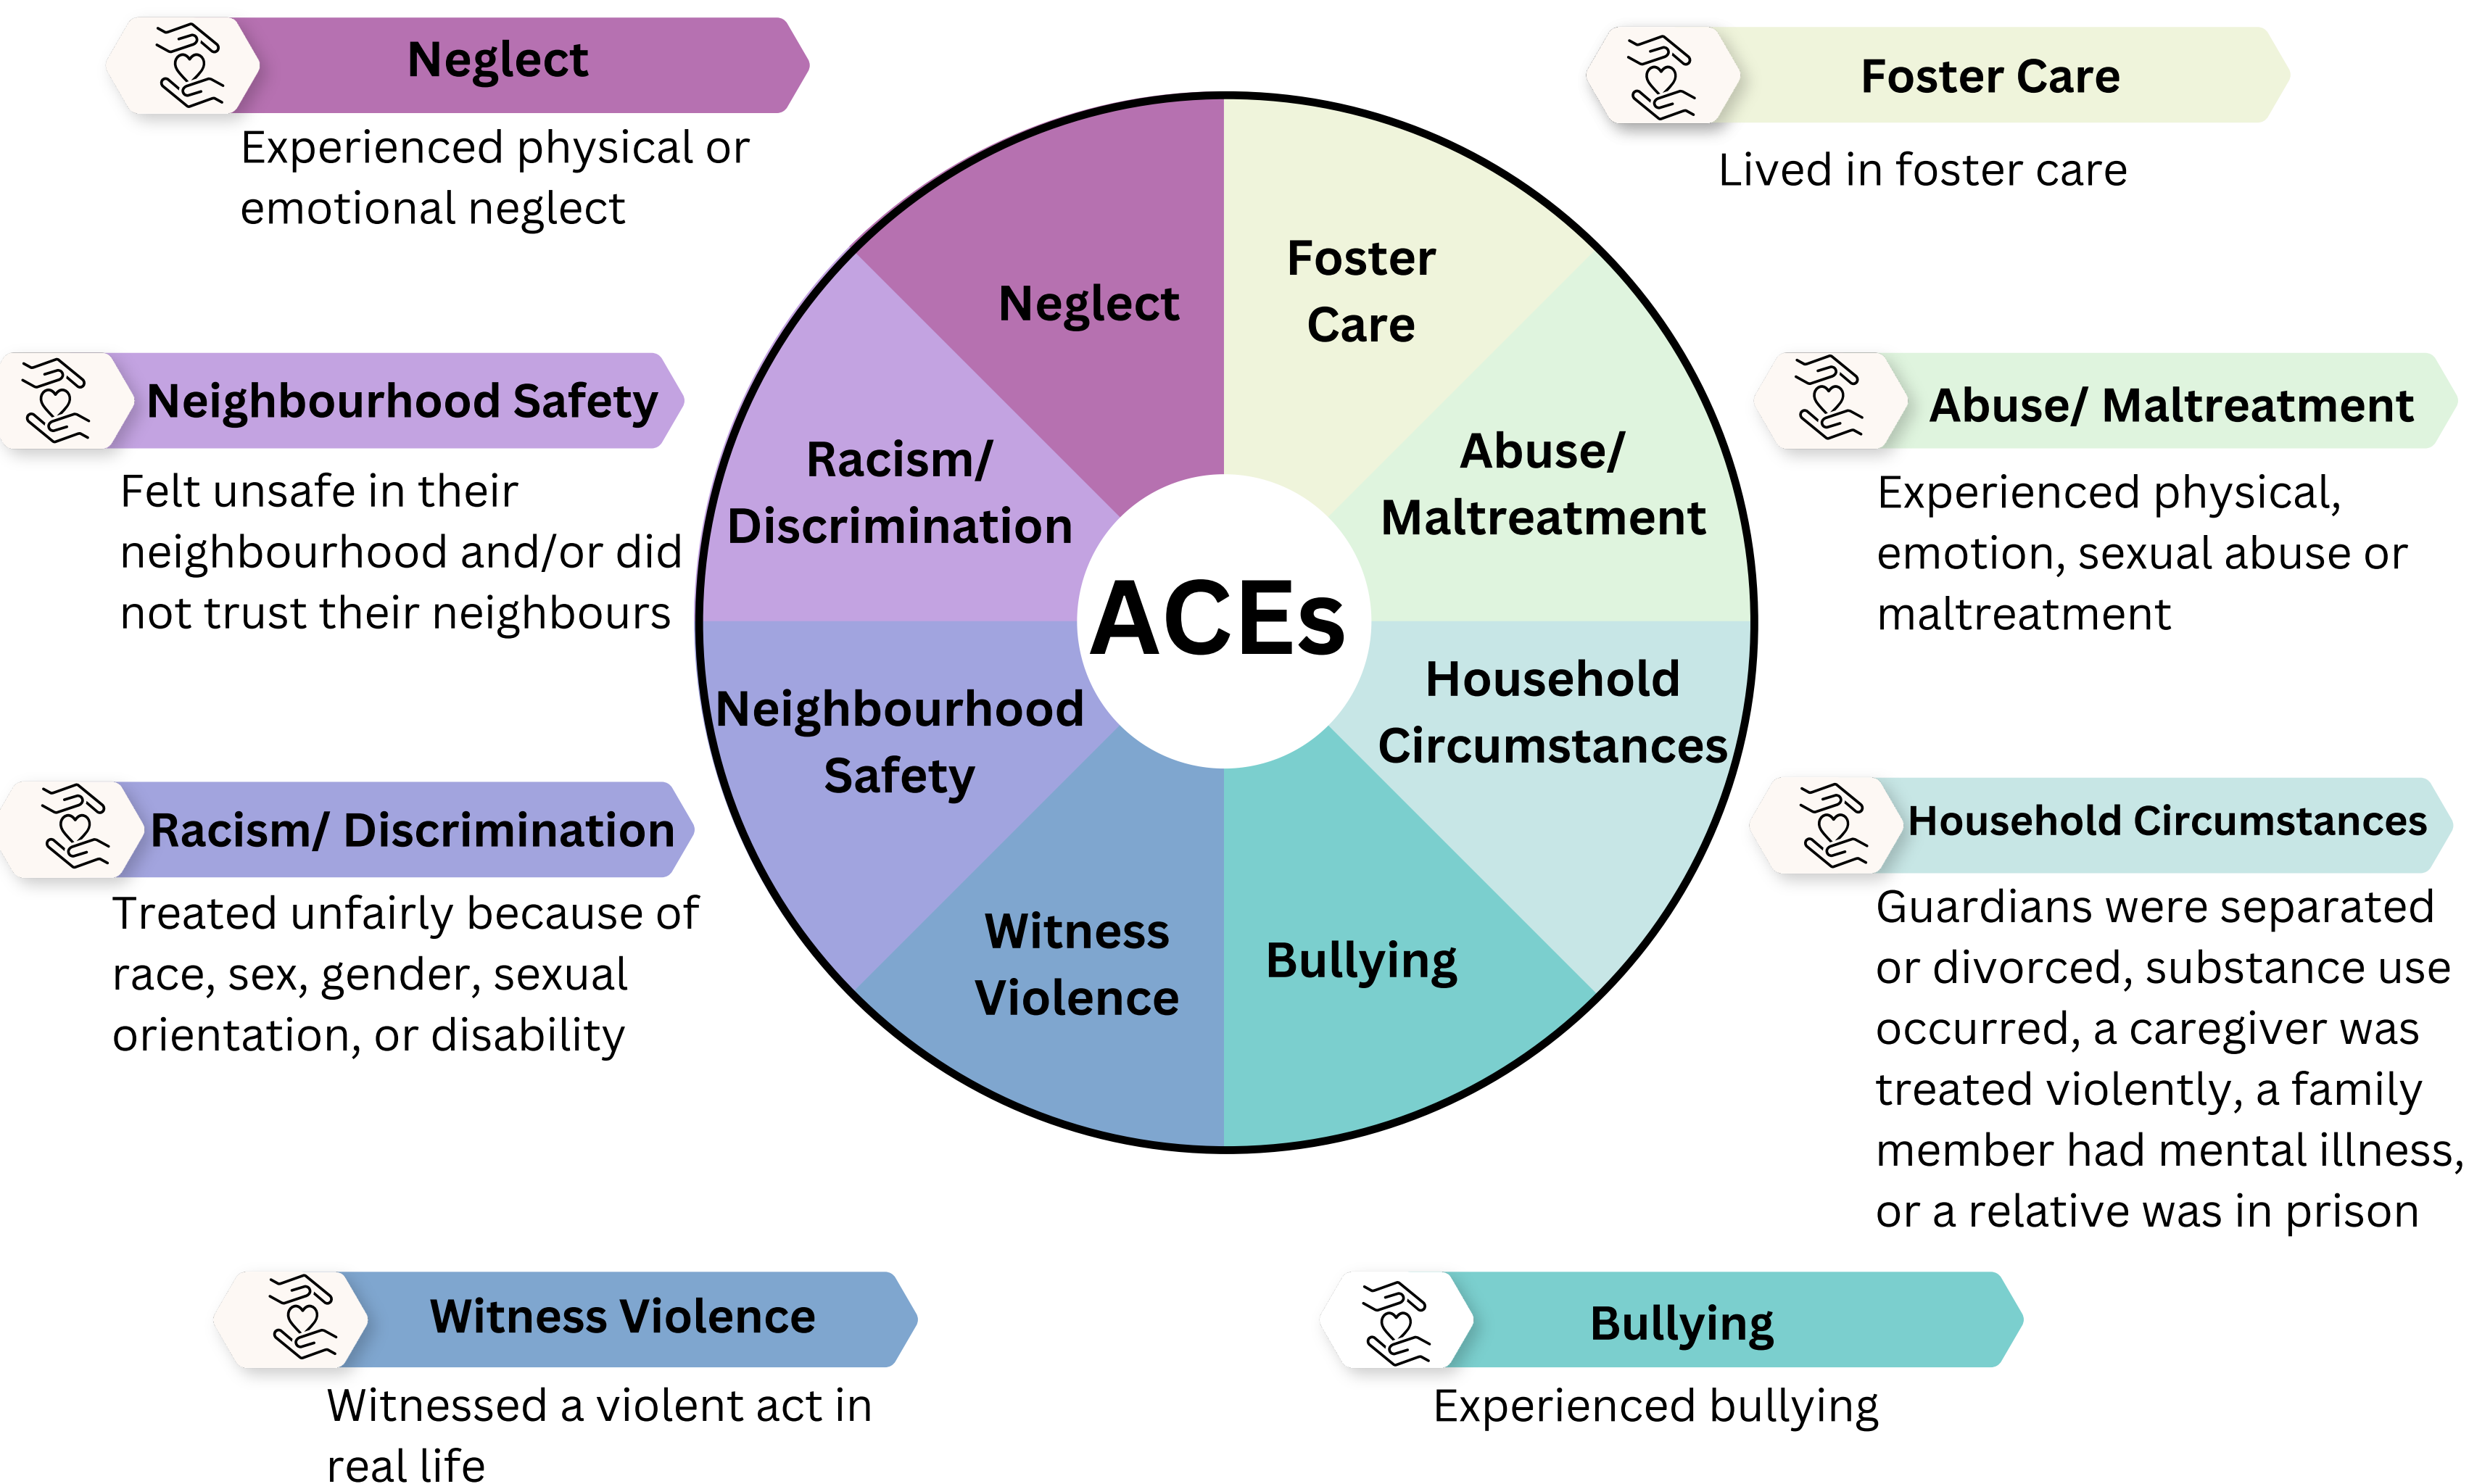 Neglect
Experienced physical or
emotional neglect
Foster Care
Lived in foster care
Neighbourhood Safety
Felt unsafe in their
neighbourhood and/or did
not trust their neighbours
Abuse/ Maltreatment
Experienced physical,
emotion, sexual abuse or
maltreatment
Racism/ Discrimination
Treated unfairly because of
race, sex, gender, sexual
orientation, or disability
Household Circumstances
Guardians were separated
or divorced, substance use
occurred, a caregiver was
treated violently, a family
member had mental illness,
or a relative was in prison
Witness Violence
Witnessed a violent act in
real life
Bullying
Experienced bullying
ACEs
Neglect
Foster
Care
Racism/
Discrimination
Abuse/
Maltreatment
Neighbourhood
Safety
Household
Circumstances
Witness
Violence
Bullying